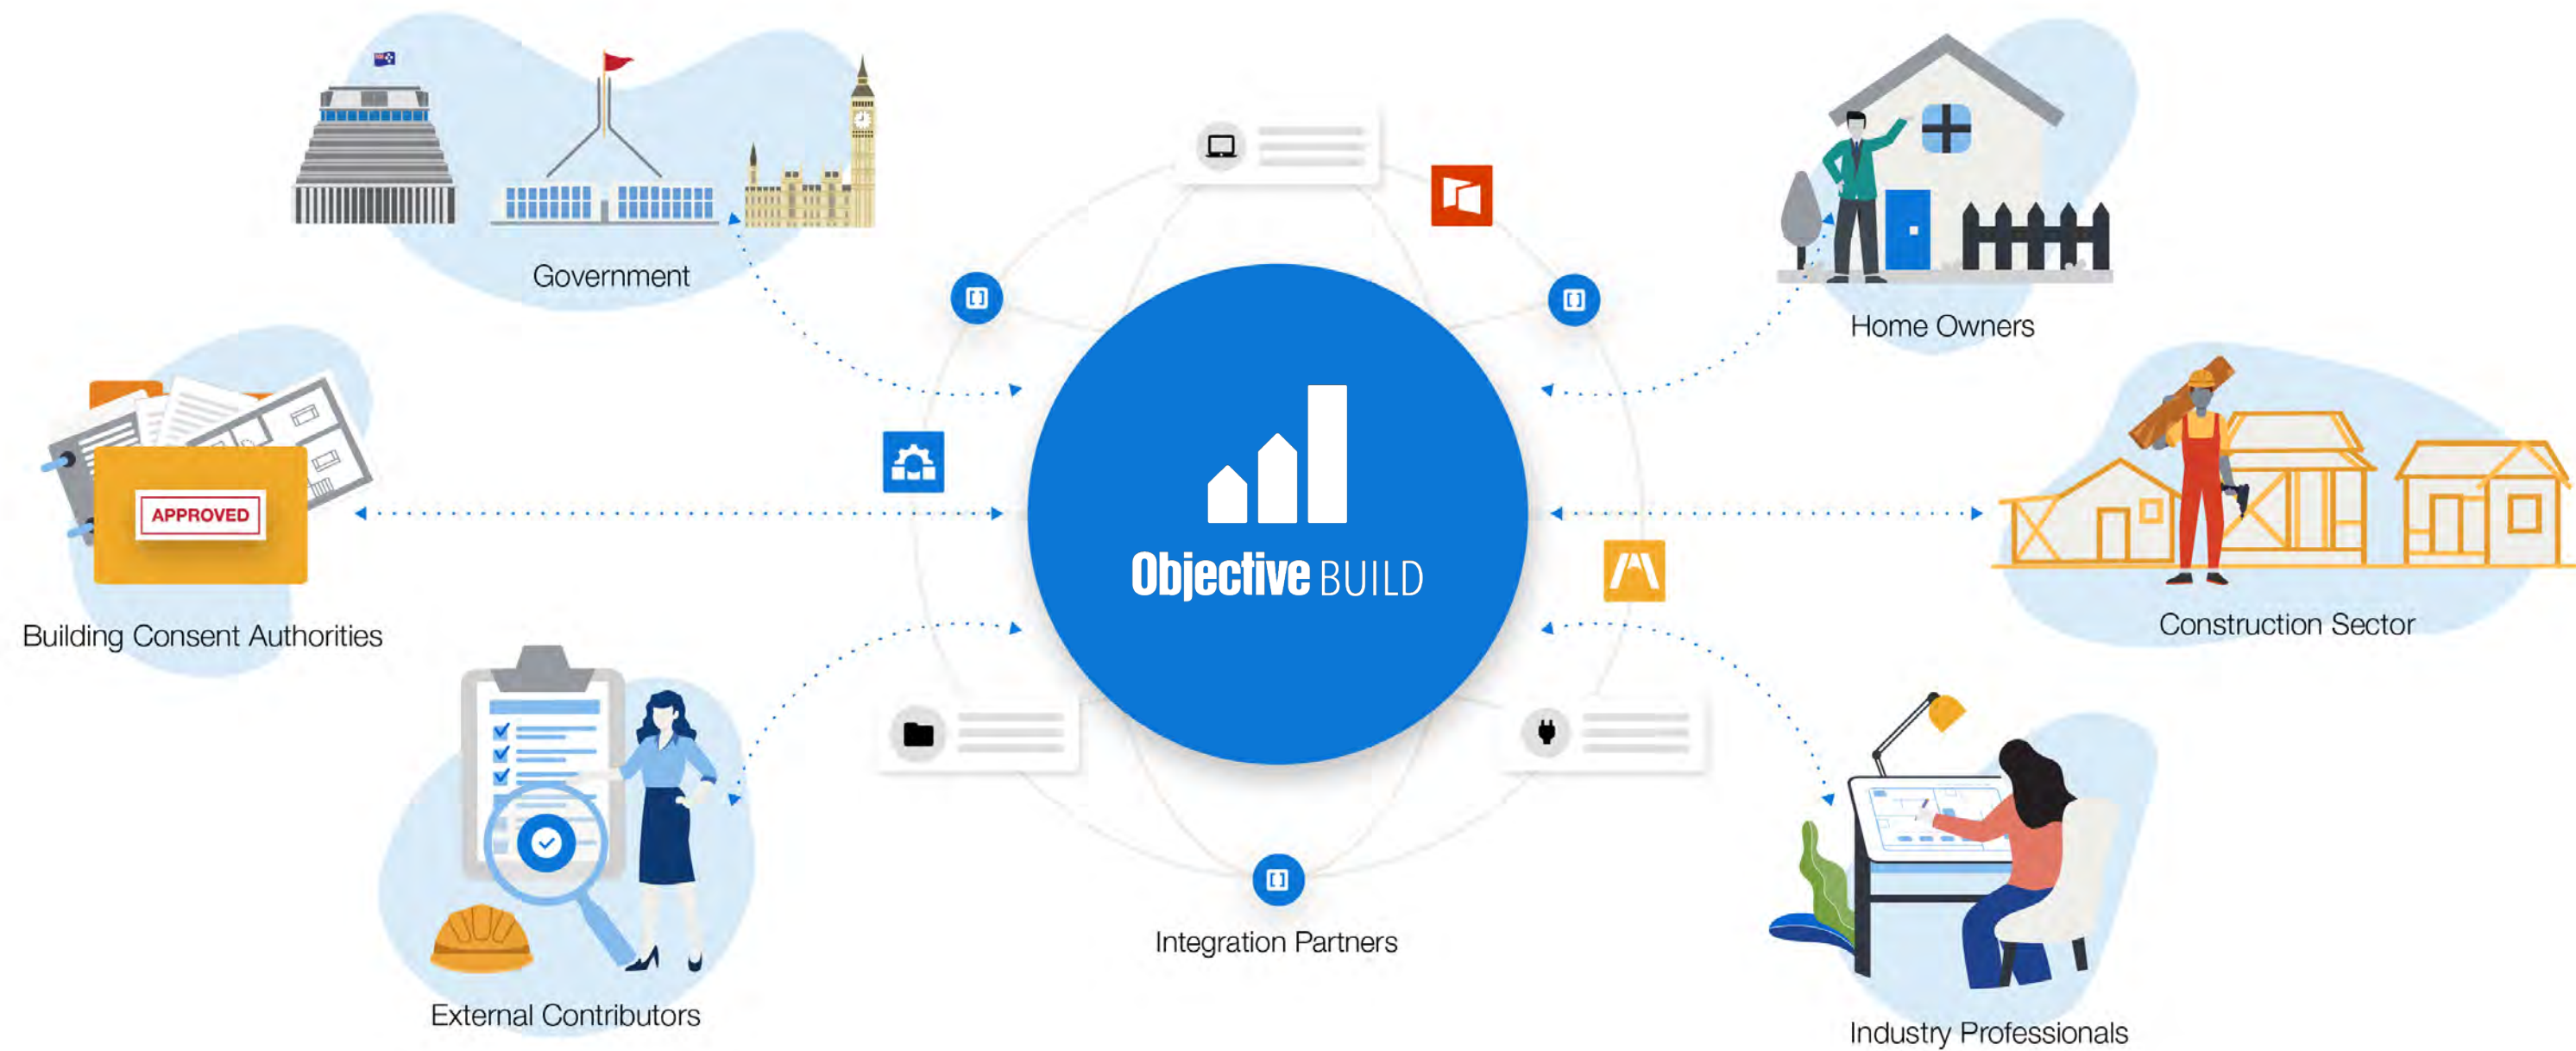 Government
Home Owners
APPROVED
Objective BUILD
Building Consent Authorities
Construction Sector
Integration Partners
External Contributors
Industry Professionals